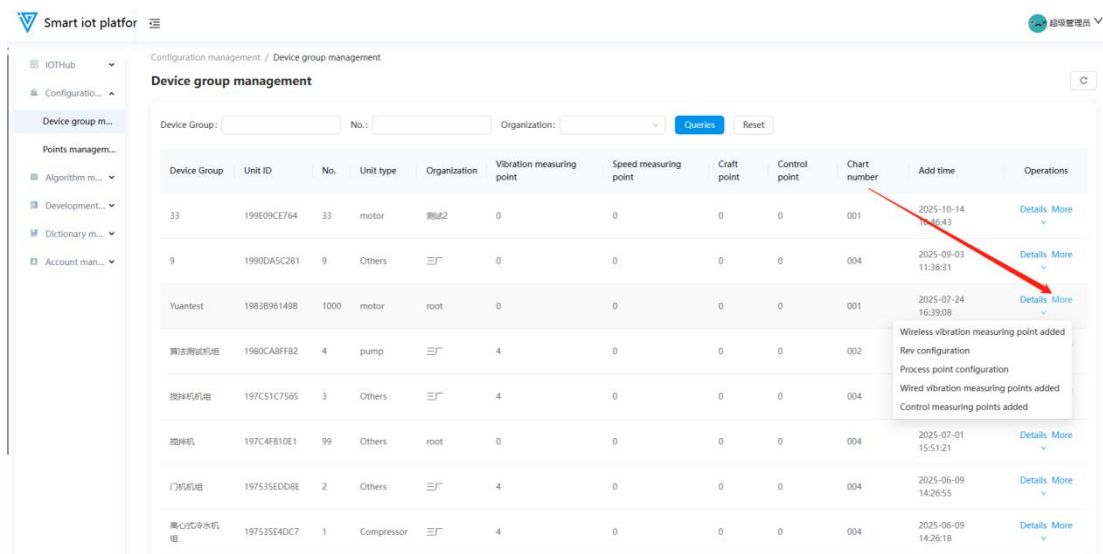 Smart iot platfor
超级管理员
IOTHub
Configuratio...
Device group m...
Points managem...
Algorithm m...
Development...
Dictionary m...
Account man...
Configuration management / Device group management
Device group management
Device Group:
No.:
Organization:
Queries
Reset
Device Group Unit ID No. Unit type Organization Vibration measuring point Speed measuring point Craft point Control point Chart number Add time Operations
33 199E09CE764 33 motor 测试2 0 0 0 0 001 2025-10-14 Details More
9 1990DA5C281 9 Others 三厂 0 0 0 0 004 2025-09-03 11:36:31 Details More
Yuantest 1983B96149B 1000 motor root 0 0 0 0 001 2025-07-24 16:39:08 Details More
Wireless vibration measuring point added
Rev configuration
Process point configuration
Wired vibration measuring points added
Control measuring points added
算法测试机组 1980CA8FFB2 4 pump 三厂 4 0 0 0 002
搅拌机机组 197C51C7565 3 Others 三厂 4 0 0 0 004
搅拌机 197C4F810E1 99 Others root 0 0 0 0 004 2025-07-01 15:51:21 Details More
门机机组 197535EDD8E 2 Others 三厂 4 0 0 0 004 2025-06-09 14:26:55 Details More
离心式冷水机组 197535E4DC7 1 Compressor 三厂 4 0 0 0 004 2025-06-09 14:26:18 Details More